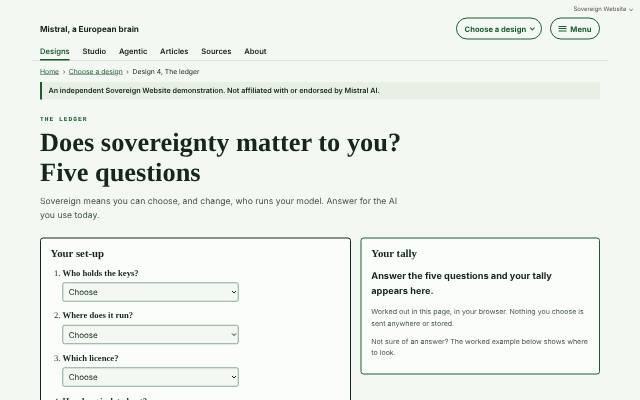 Sovereign Website
Mistral, a European brain
Choose a design
Menu
Designs Studio Agentic Articles Sources About
Home › Choose a design › Design 4, The ledger
An independent Sovereign Website demonstration. Not affiliated with or endorsed by Mistral AI.
THE LEDGER
Does sovereignty matter to you?
Five questions
Sovereign means you can choose, and change, who runs your model. Answer for the AI
you use today.
Your set-up
1. Who holds the keys?
Choose
2. Where does it run?
Choose
3. Which licence?
Choose
Your tally
Answer the five questions and your tally
appears here.
Worked out in this page, in your browser. Nothing you choose is
sent anywhere or stored.
Not sure of an answer? The worked example below shows where
to look.